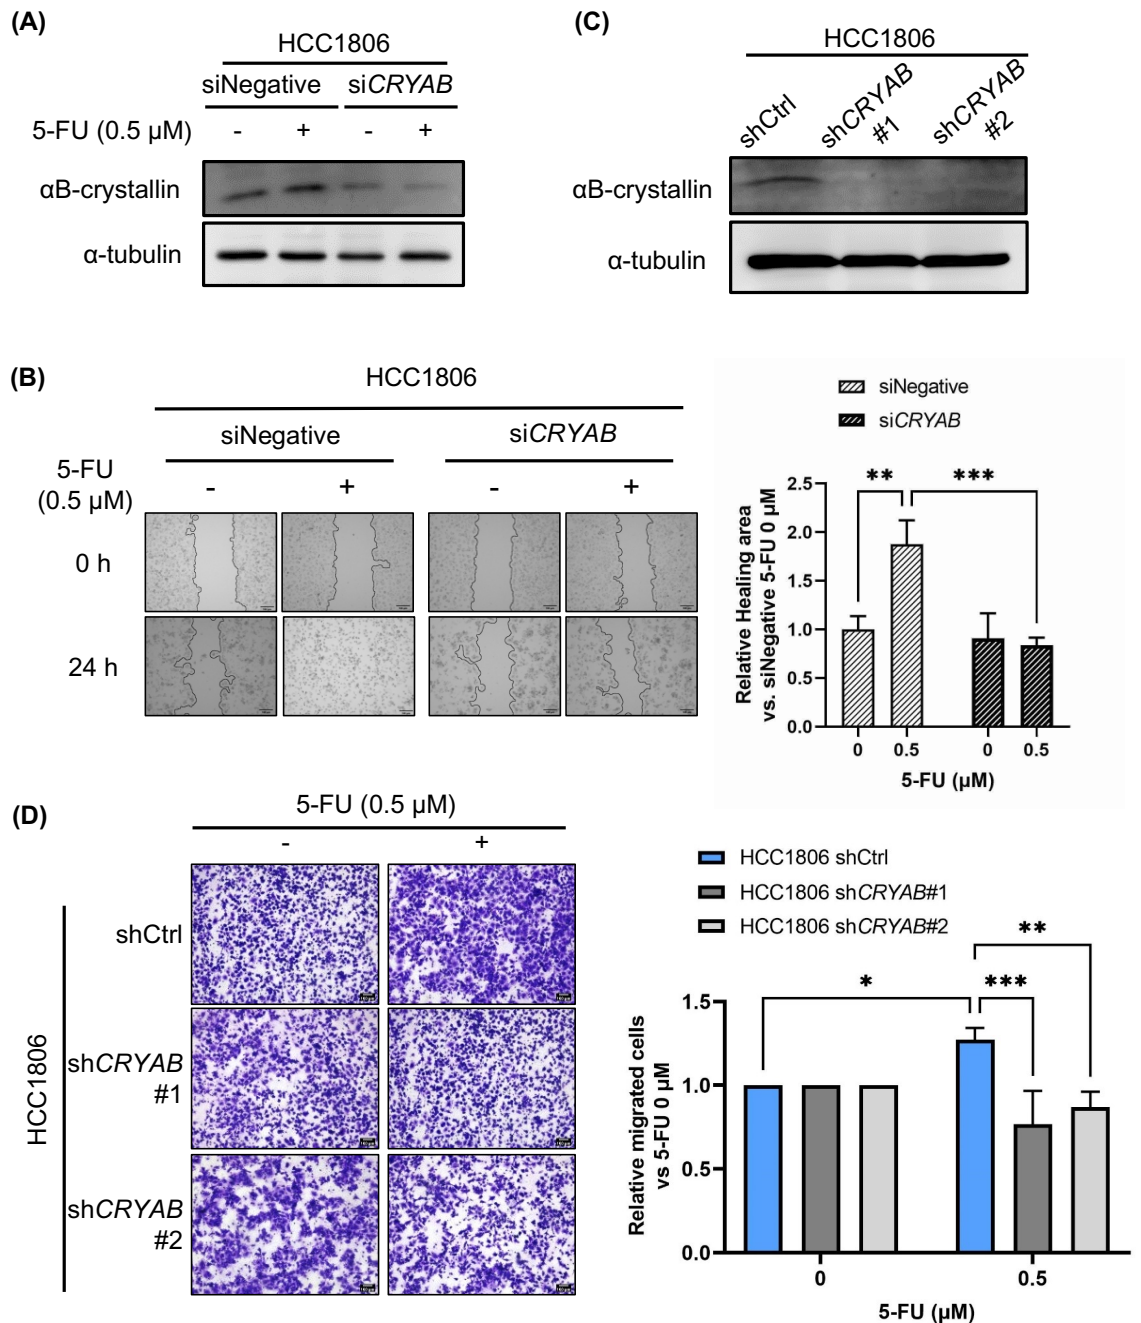 (A)
HCC1806
siNegative siCRYAB
5-FU (0.5 µM) - + - +
αB-crystallin
α-tubulin
(C)
HCC1806
shCtrl shCRYAB #1 shCRYAB #2
αB-crystallin
α-tubulin
(B)
HCC1806
siNegative siCRYAB
5-FU
(0.5 µM) - + - +
0 h
24 h
siNegative
siCRYAB
** ***
Relative Healing area
vs. siNegative 5-FU 0 µM
2.5
2.0
1.5
1.0
0.5
0.0
0 0.5 0 0.5
5-FU (µM)
(D)
5-FU (0.5 µM)
- +
HCC1806
shCtrl
shCRYAB
#1
shCRYAB
#2
HCC1806 shCtrl
HCC1806 shCRYAB#1
HCC1806 shCRYAB#2
**
* ***
Relative migrated cells
vs 5-FU 0 µM
1.5
1.0
0.5
0.0
0 0.5
5-FU (µM)